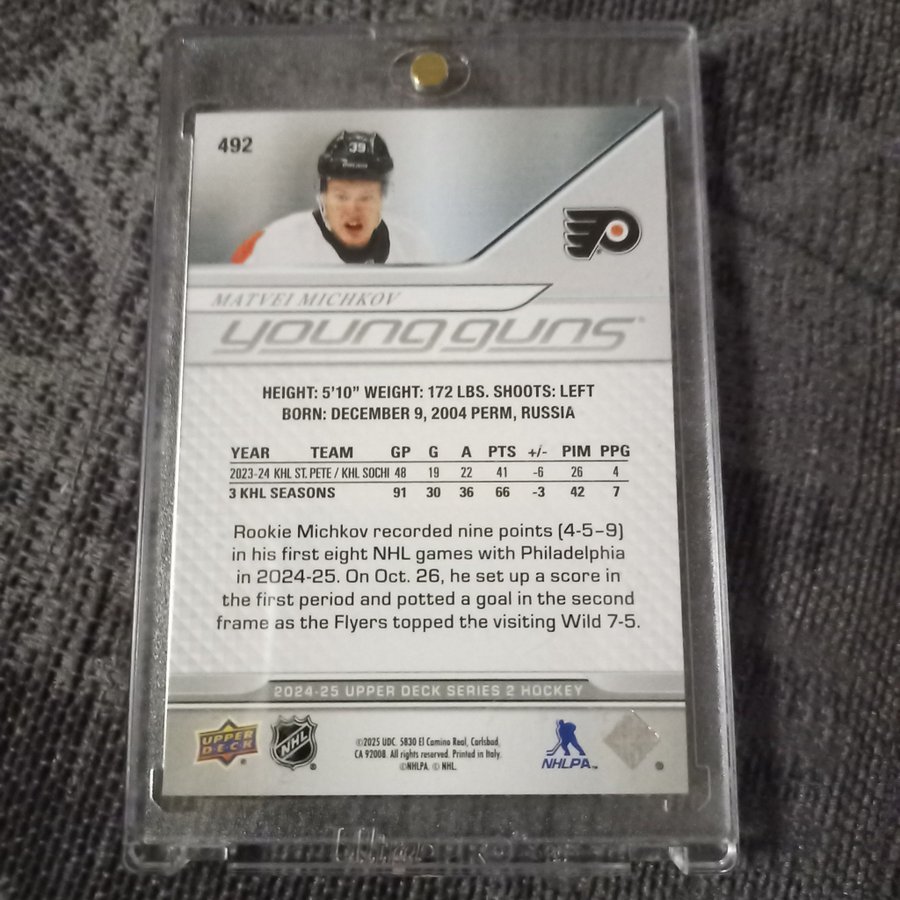 492
39
MATVEI MICHKOV
young guns
HEIGHT: 5'10" WEIGHT: 172 LBS. SHOOTS: LEFT
BORN: DECEMBER 9, 2004 PERM, RUSSIA
YEAR TEAM GP G A PTS +/- PIM PPG
2023-24 KHL ST. PETE / KHL SOCHI 48 19 22 41 -6 26 4
3 KHL SEASONS 91 30 36 66 -3 42 7
Rookie Michkov recorded nine points (4-5–9)
in his first eight NHL games with Philadelphia
in 2024-25. On Oct. 26, he set up a score in
the first period and potted a goal in the second
frame as the Flyers topped the visiting Wild 7-5.
2024-25 UPPER DECK SERIES 2 HOCKEY
UPPER
DECK
NHL
©2025 UDC. 5830 El Camino Real, Carlsbad,
CA 92008. All rights reserved. Printed in Italy.
©NHLPA. © NHL.
NHLPA™